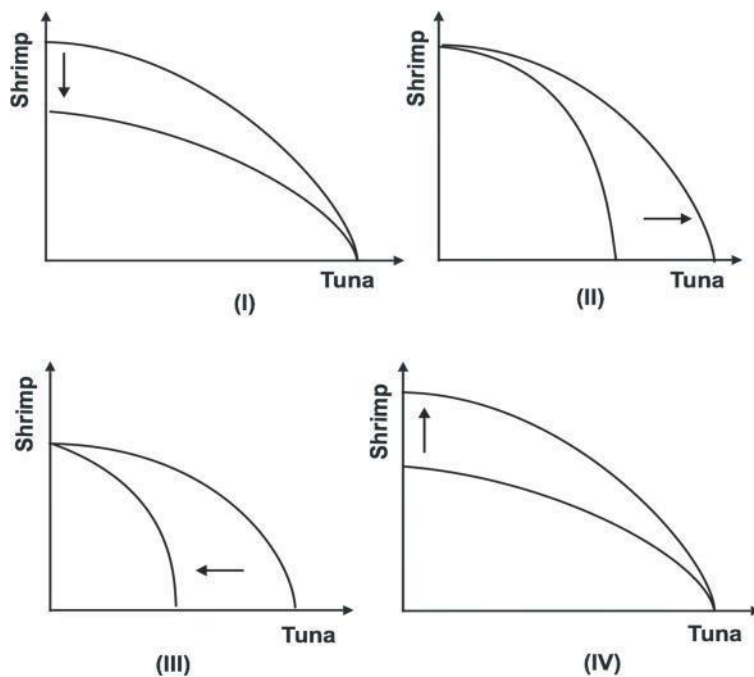 Shrimp
Tuna
(I)
Shrimp
Tuna
(II)
Shrimp
Tuna
(III)
Shrimp
Tuna
(IV)